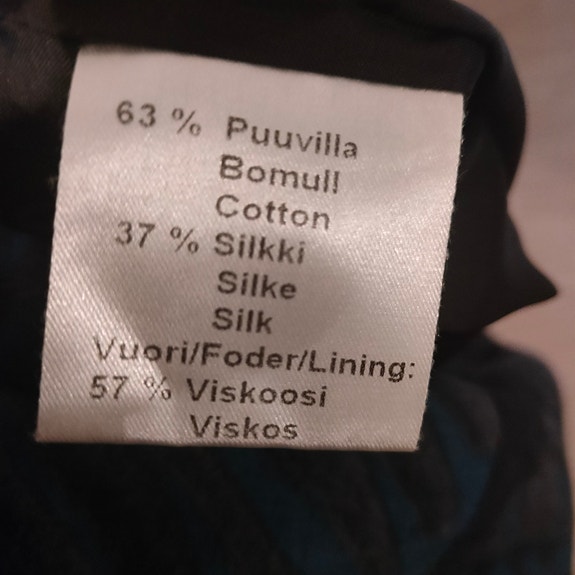 63 % Puuvilla
Bomull
Cotton
37 % Silkki
Silke
Silk
Vuori/Foder/Lining:
57 % Viskoosi
Viskos